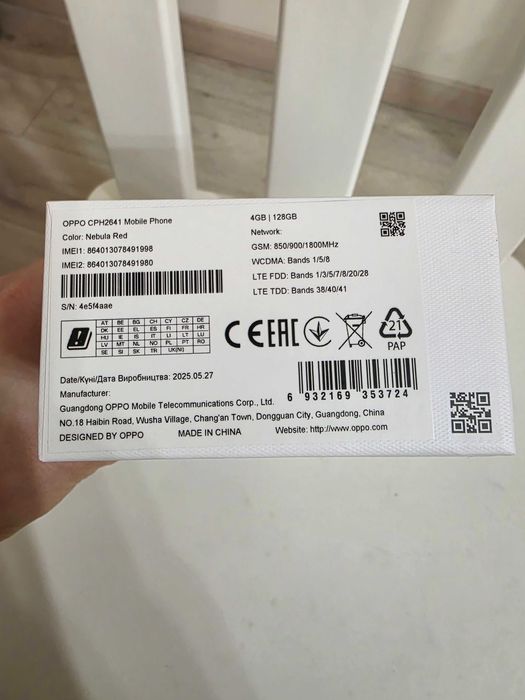 OPPO CPH2641 Mobile Phone
Color: Nebula Red
IMEI1: 864013078491998
IMEI2: 864013078491980
S/N: 4e5f4aae
4GB | 128GB
Network:
GSM: 850/900/1800MHz
WCDMA: Bands 1/5/8
LTE FDD: Bands 1/3/5/7/8/20/28
LTE TDD: Bands 38/40/41
AT BE BG CH CY CZ DE
DK EE EL ES FI FR HR
HU IE IS IT LI LT LU
LV MT NL NO PL PT RO
SE SI SK TR UK(NI)
CE EAC
21
PAP
Date/Күні/Дата Виробництва: 2025.05.27
Manufacturer:
Guangdong OPPO Mobile Telecommunications Corp., Ltd.
NO.18 Haibin Road, Wusha Village, Chang'an Town, Dongguan City, Guangdong, China
DESIGNED BY OPPO MADE IN CHINA Website: http://www.oppo.com
6 932169 353724